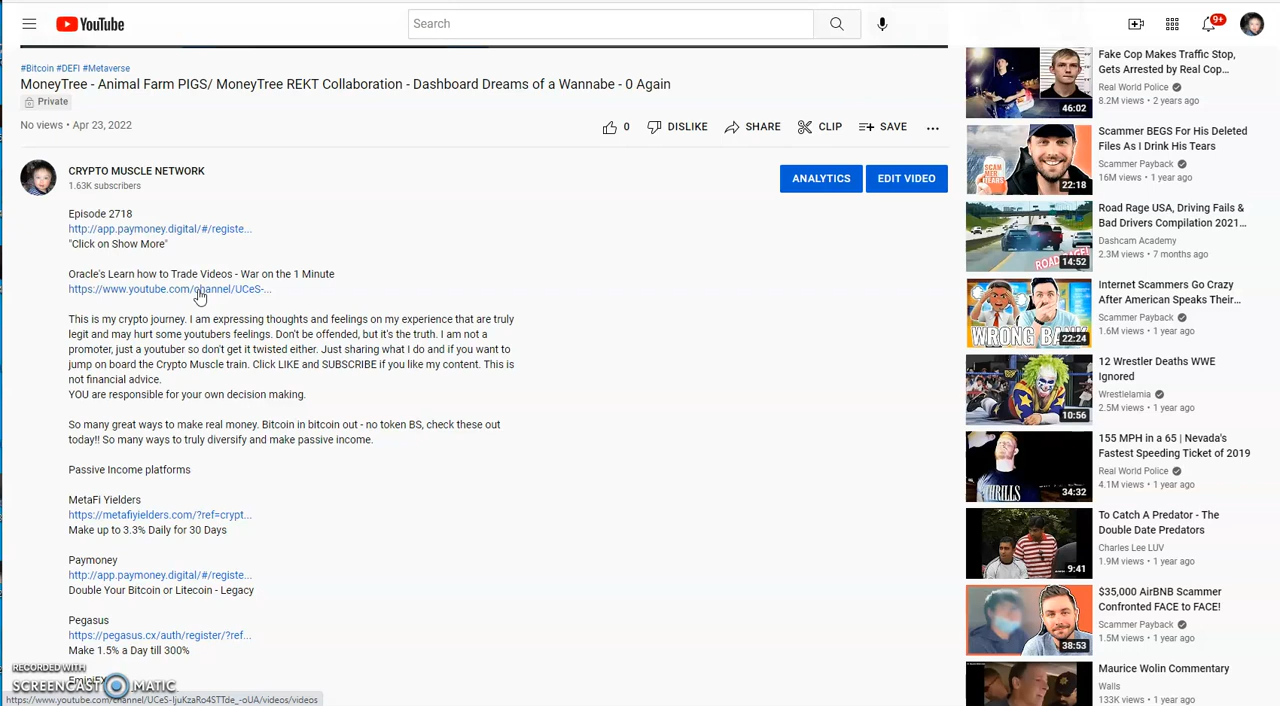 YouTube
Search
9+
#Bitcoin #DEFI #Metaverse
MoneyTree - Animal Farm PIGS/ MoneyTree REKT Collaboration - Dashboard Dreams of a Wannabe - 0 Again
Private
No views • Apr 23, 2022
0
DISLIKE
SHARE
CLIP
SAVE
...
CRYPTO MUSCLE NETWORK
1.63K subscribers
ANALYTICS
EDIT VIDEO
Episode 2718
http://app.paymoney.digital/#/registe...
"Click on Show More"
Oracle's Learn how to Trade Videos - War on the 1 Minute
https://www.youtube.com/channel/UCeS-...
This is my crypto journey. I am expressing thoughts and feelings on my experience that are truly
legit and may hurt some youtubers feelings. Don't be offended, but it's the truth. I am not a
promoter, just a youtuber so don't get it twisted either. Just sharing what I do and if you want to
jump on board the Crypto Muscle train. Click LIKE and SUBSCRIBE if you like my content. This is
not financial advice.
YOU are responsible for your own decision making.
So many great ways to make real money. Bitcoin in bitcoin out - no token BS, check these out
today!! So many ways to truly diversify and make passive income.
Passive Income platforms
MetaFi Yielders
https://metafiyielders.com/?ref=crypt...
Make up to 3.3% Daily for 30 Days
Paymoney
http://app.paymoney.digital/#/registe...
Double Your Bitcoin or Litecoin - Legacy
Pegasus
https://pegasus.cx/auth/register/?ref...
Make 1.5% a Day till 300%
RECORDED WITH
SCREENCAST MATIC
https://www.youtube.com/channel/UCeS-IjuKzaRo4STTde_-oUA/videos/videos
46:02
Fake Cop Makes Traffic Stop,
Gets Arrested by Real Cop...
Real World Police
8.2M views • 2 years ago
SCAM
MER
TEARS
22:18
Scammer BEGS For His Deleted
Files As I Drink His Tears
Scammer Payback
16M views • 1 year ago
ROAD RAGE!
14:52
Road Rage USA, Driving Fails &
Bad Drivers Compilation 2021...
Dashcam Academy
2.3M views • 7 months ago
WRONG BANK
22:24
Internet Scammers Go Crazy
After American Speaks Their...
Scammer Payback
1.6M views • 1 year ago
10:56
12 Wrestler Deaths WWE
Ignored
Wrestlelamia
2.5M views • 1 year ago
THRILLS
34:32
155 MPH in a 65 | Nevada's
Fastest Speeding Ticket of 2019
Real World Police
4.1M views • 1 year ago
9:41
To Catch A Predator - The
Double Date Predators
Charles Lee LUV
1.9M views • 1 year ago
38:53
$35,000 AirBNB Scammer
Confronted FACE to FACE!
Scammer Payback
1.5M views • 1 year ago
Maurice Wolin Commentary
Walls
133K views • 1 year ago